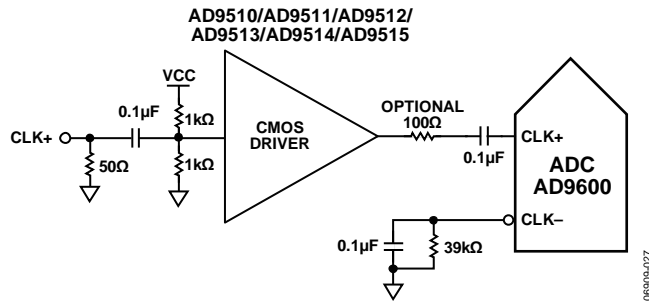 AD9510/AD9511/AD9512/
AD9513/AD9514/AD9515
VCC
0.1µF
1kΩ
CLK+
50Ω
1kΩ
CMOS
DRIVER
OPTIONAL
100Ω
0.1µF
CLK+
ADC
AD9600
CLK–
0.1µF
39kΩ
06909-027